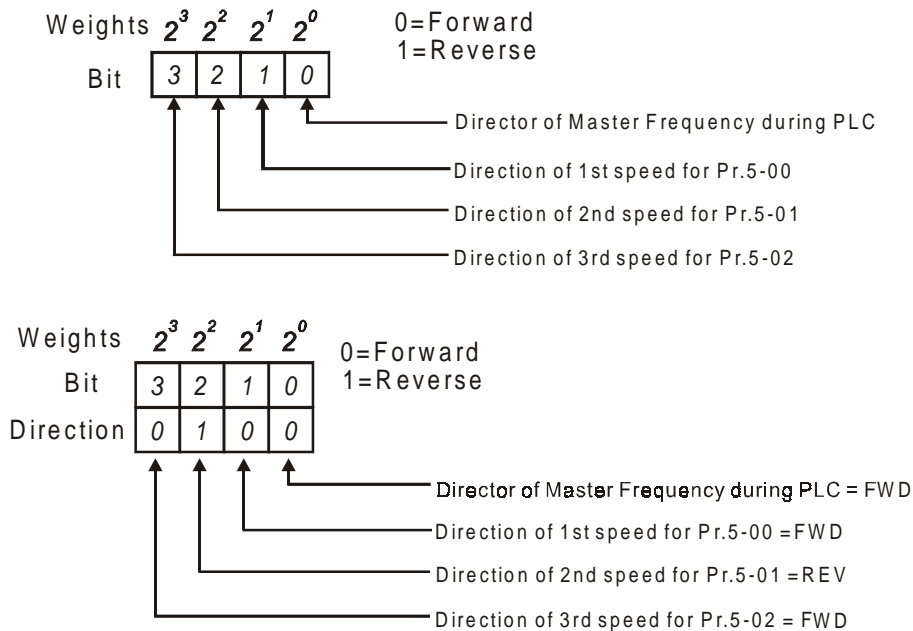 Weights 2³ 2² 2¹ 2⁰
0=Forward
1=Reverse
Bit 3 2 1 0
Director of Master Frequency during PLC
Direction of 1st speed for Pr.5-00
Direction of 2nd speed for Pr.5-01
Direction of 3rd speed for Pr.5-02
Weights 2³ 2² 2¹ 2⁰
0=Forward
1=Reverse
Bit 3 2 1 0
Direction 0 1 0 0
Director of Master Frequency during PLC = FWD
Direction of 1st speed for Pr.5-00 =FWD
Direction of 2nd speed for Pr.5-01 =REV
Direction of 3rd speed for Pr.5-02 = FWD